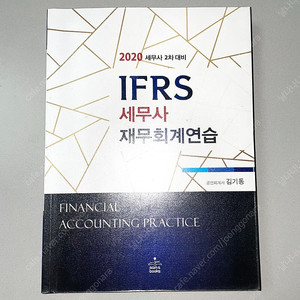 2020 세무사 2차 대비
IFRS
세무사
재무회계연습
공인회계사 김기동
FINANCIAL
ACCOUNTING PRACTICE